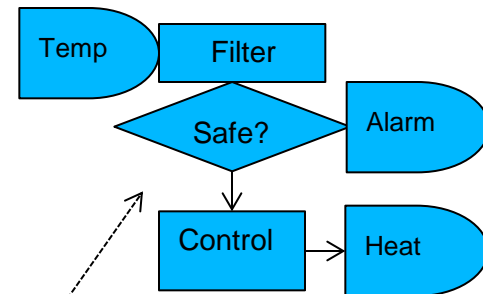 Temp
Filter
Safe?
Alarm
Control
Heat